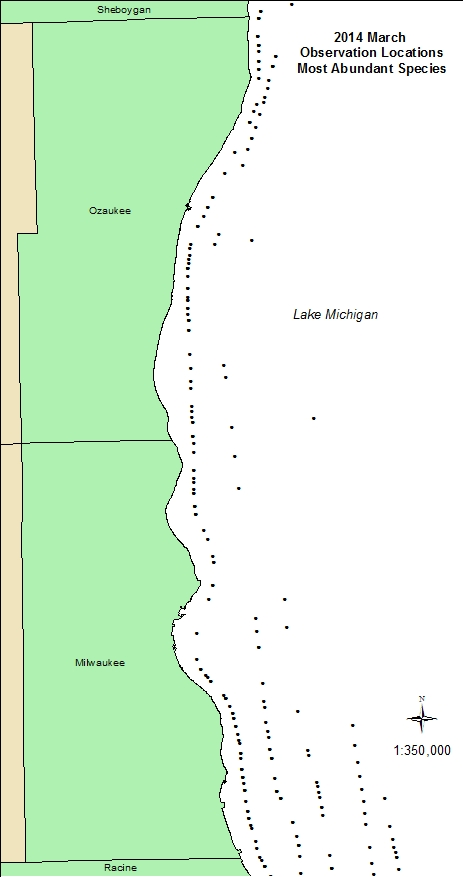 Sheboygan
2014 March
Observation Locations
Most Abundant Species
Ozaukee
Lake Michigan
Milwaukee
N
1:350,000
Racine